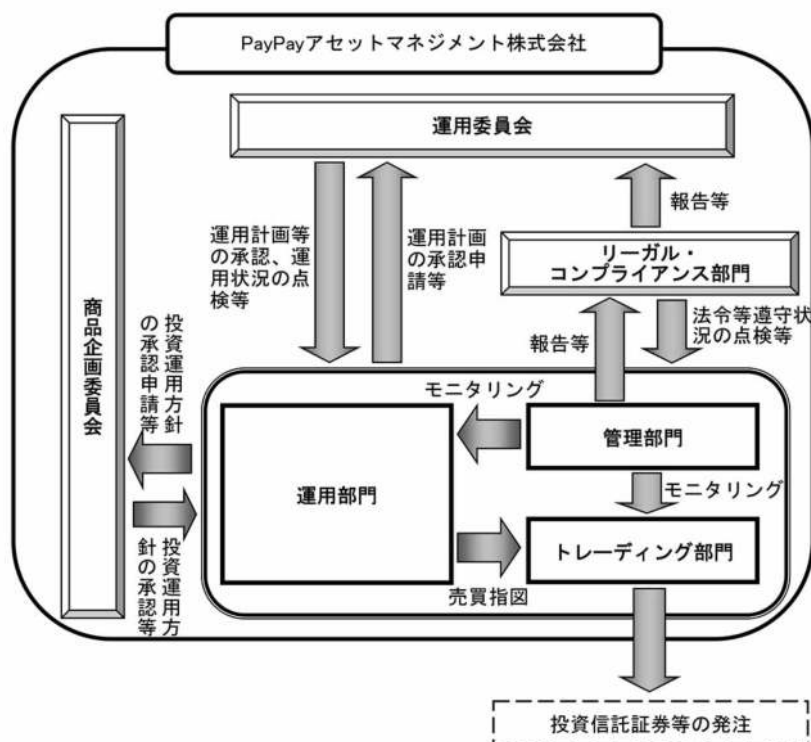 PayPayアセットマネジメント株式会社
運用委員会
運用計画等
の承認、運
用状況の点
検等
運用計画
の承認申
請等
報告等
リーガル・
コンプライアンス部門
報告等
法令等遵守状
況の点検等
商品企画委員会
投資運用方針
の承認申請等
投資運用方
針の承認等
モニタリング
管理部門
運用部門
モニタリング
トレーディング部門
売買指図
投資信託証券等の発注